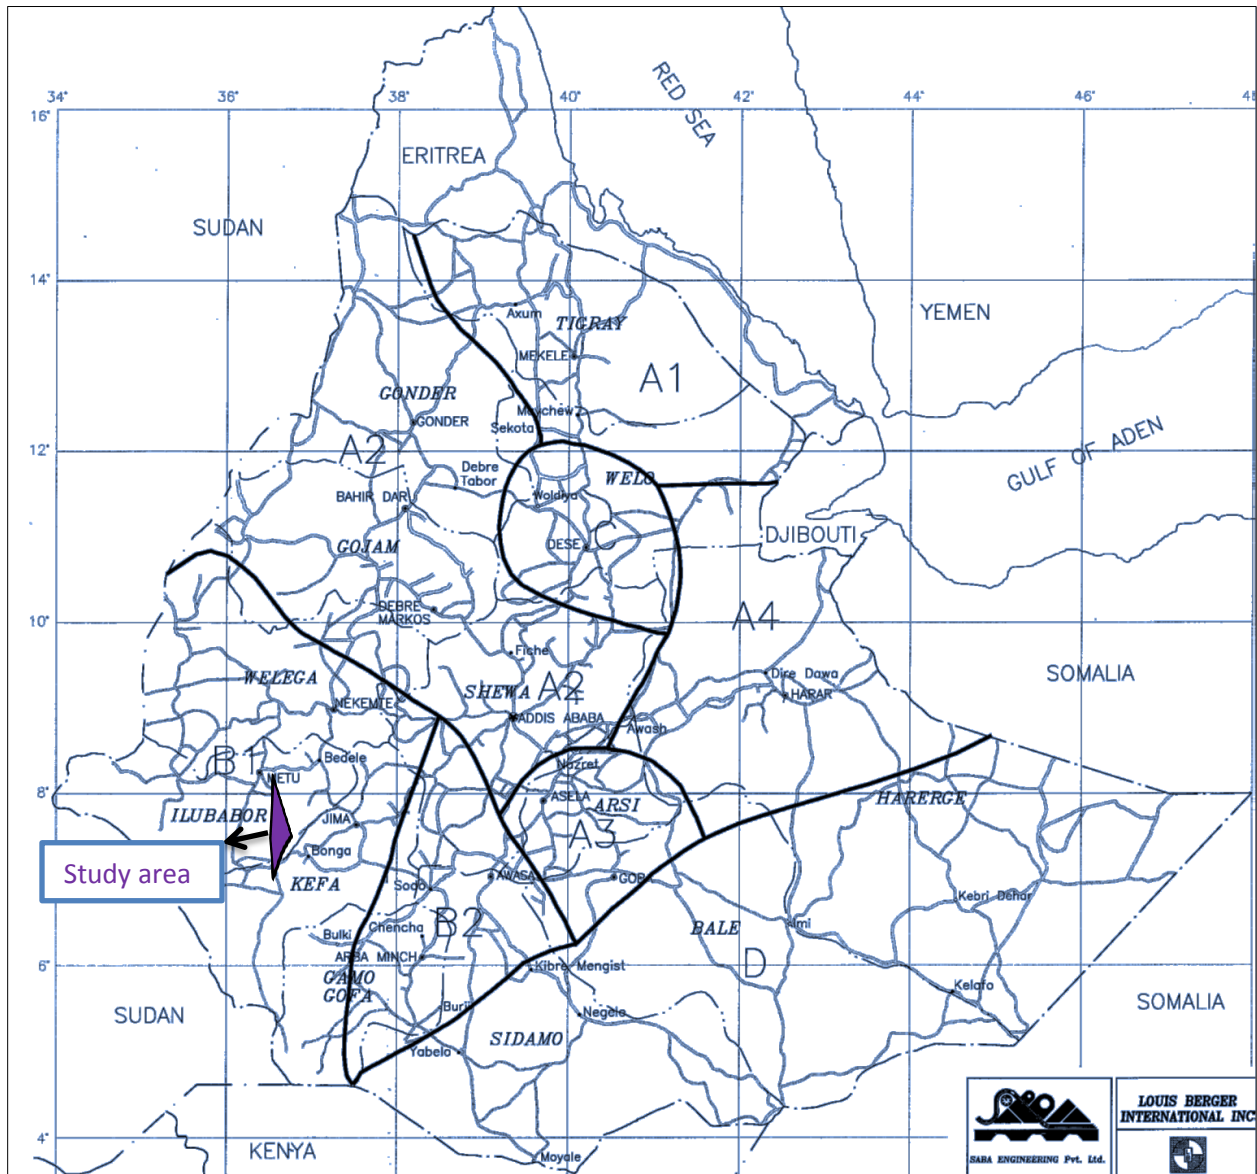 34°
36°
38°
40°
42°
44°
46°
48
16°
RED SEA
ERITREA
SUDAN
14°
YEMEN
Axum
TIGRAY
MEKELE
A1
GONDER
GONDER
Maychew
Sekota
12°
A2
GULF OF ADEN
Debre
Tabor
WELO
BAHIR DAR
Woldiya
C
DJIBOUTI
GOJAM
DESE
DEBRE
MARKOS
10°
A4
Fiche
WELEGA
Dire Dawa
SOMALIA
SHEWA
A2
NEKEMTE
HARAR
ADDIS ABABA
Awash
B1
Bedele
Nazret
METU
8°
ASELA
ARSI
HARERGE
ILUBABOR
JIMA
A3
Study area
Bonga
KEFA
Sodo
AWASA
GOBA
Kebri Dehar
Chencha
B2
BALE
Imi
Bulki
ARBA MINCH
D
6°
Kibre Mengist
GAMO
GOFA
Kelafo
SUDAN
Burji
Negele
SOMALIA
SIDAMO
Yabelo
4°
KENYA
Moyale
SABA ENGINEERING Pvt. Ltd.
LOUIS BERGER
INTERNATIONAL INC